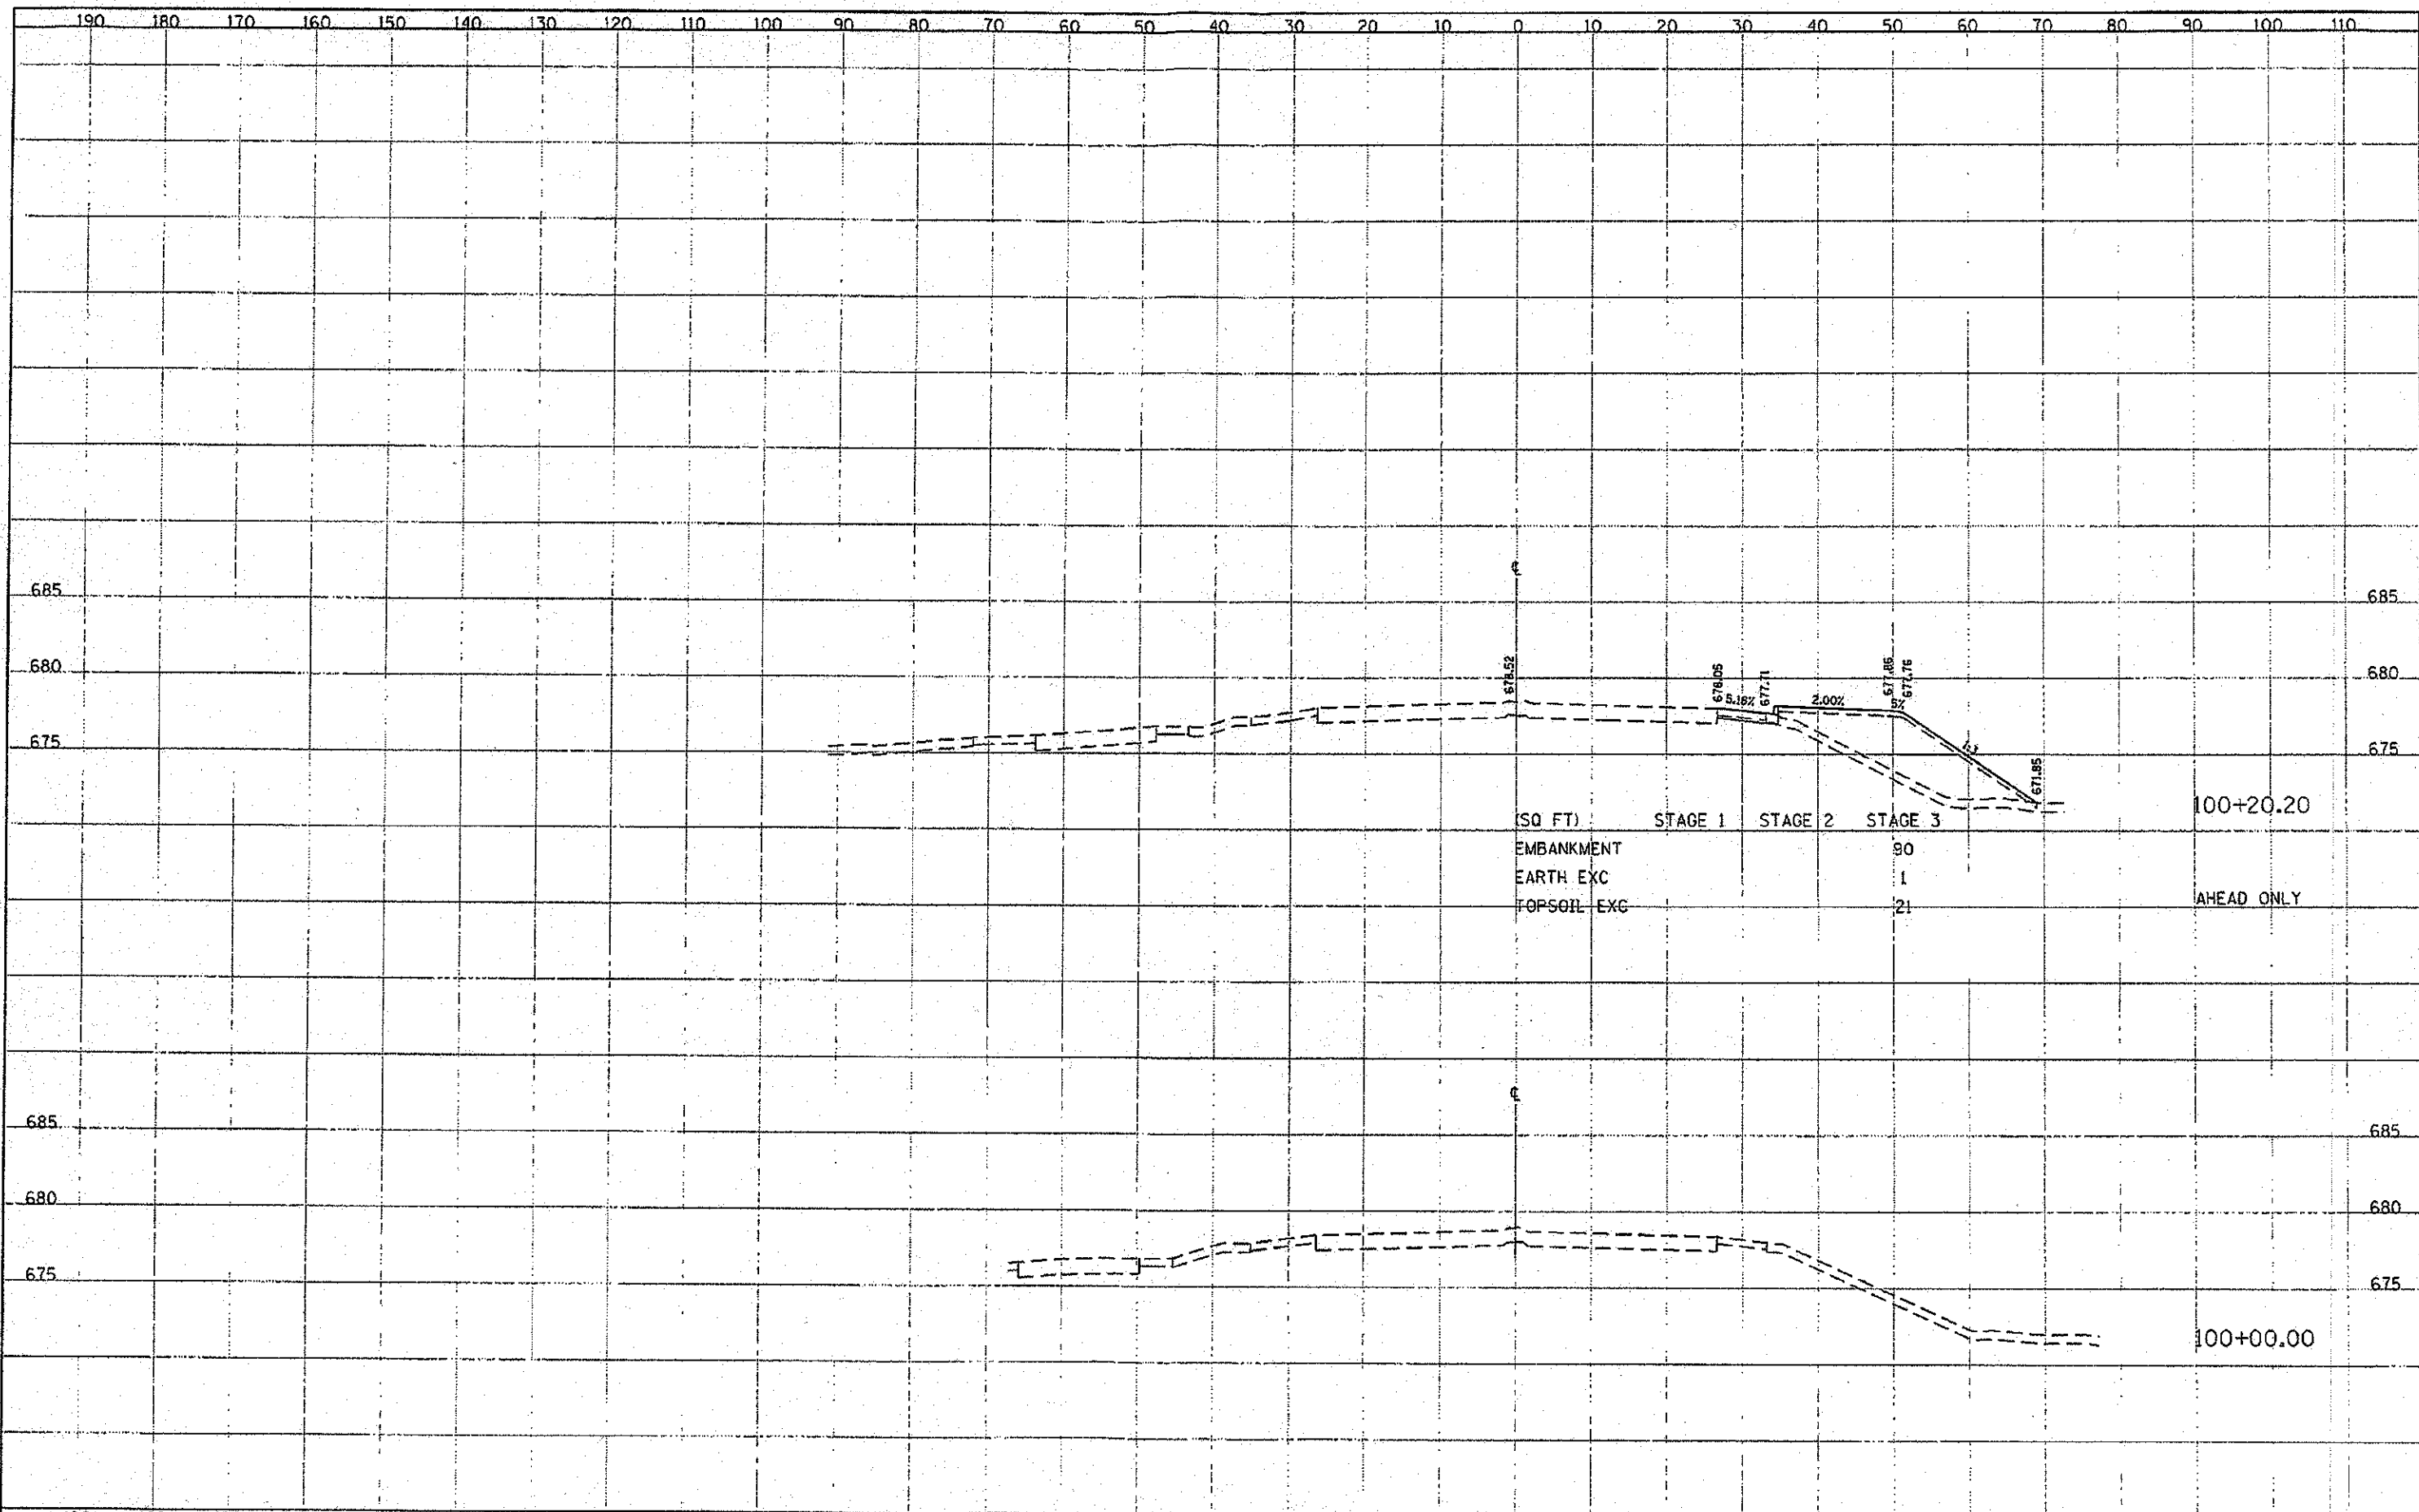 190 180 170 160 150 140 130 120 110 100 90 80 70 60 50 40 30 20 10 0 10 20 30 40 50 60 70 80 90 100 110
℄
685 685
680 678.52 678.05 677.71 677.86 677.76 680
5.16% 2.00% 5%
675 671.85 675
100+20.20
(SQ FT) STAGE 1 STAGE 2 STAGE 3
EMBANKMENT 90
EARTH EXC 1
TOPSOIL EXC 21
AHEAD ONLY
℄
685 685
680 680
675 675
100+00.00